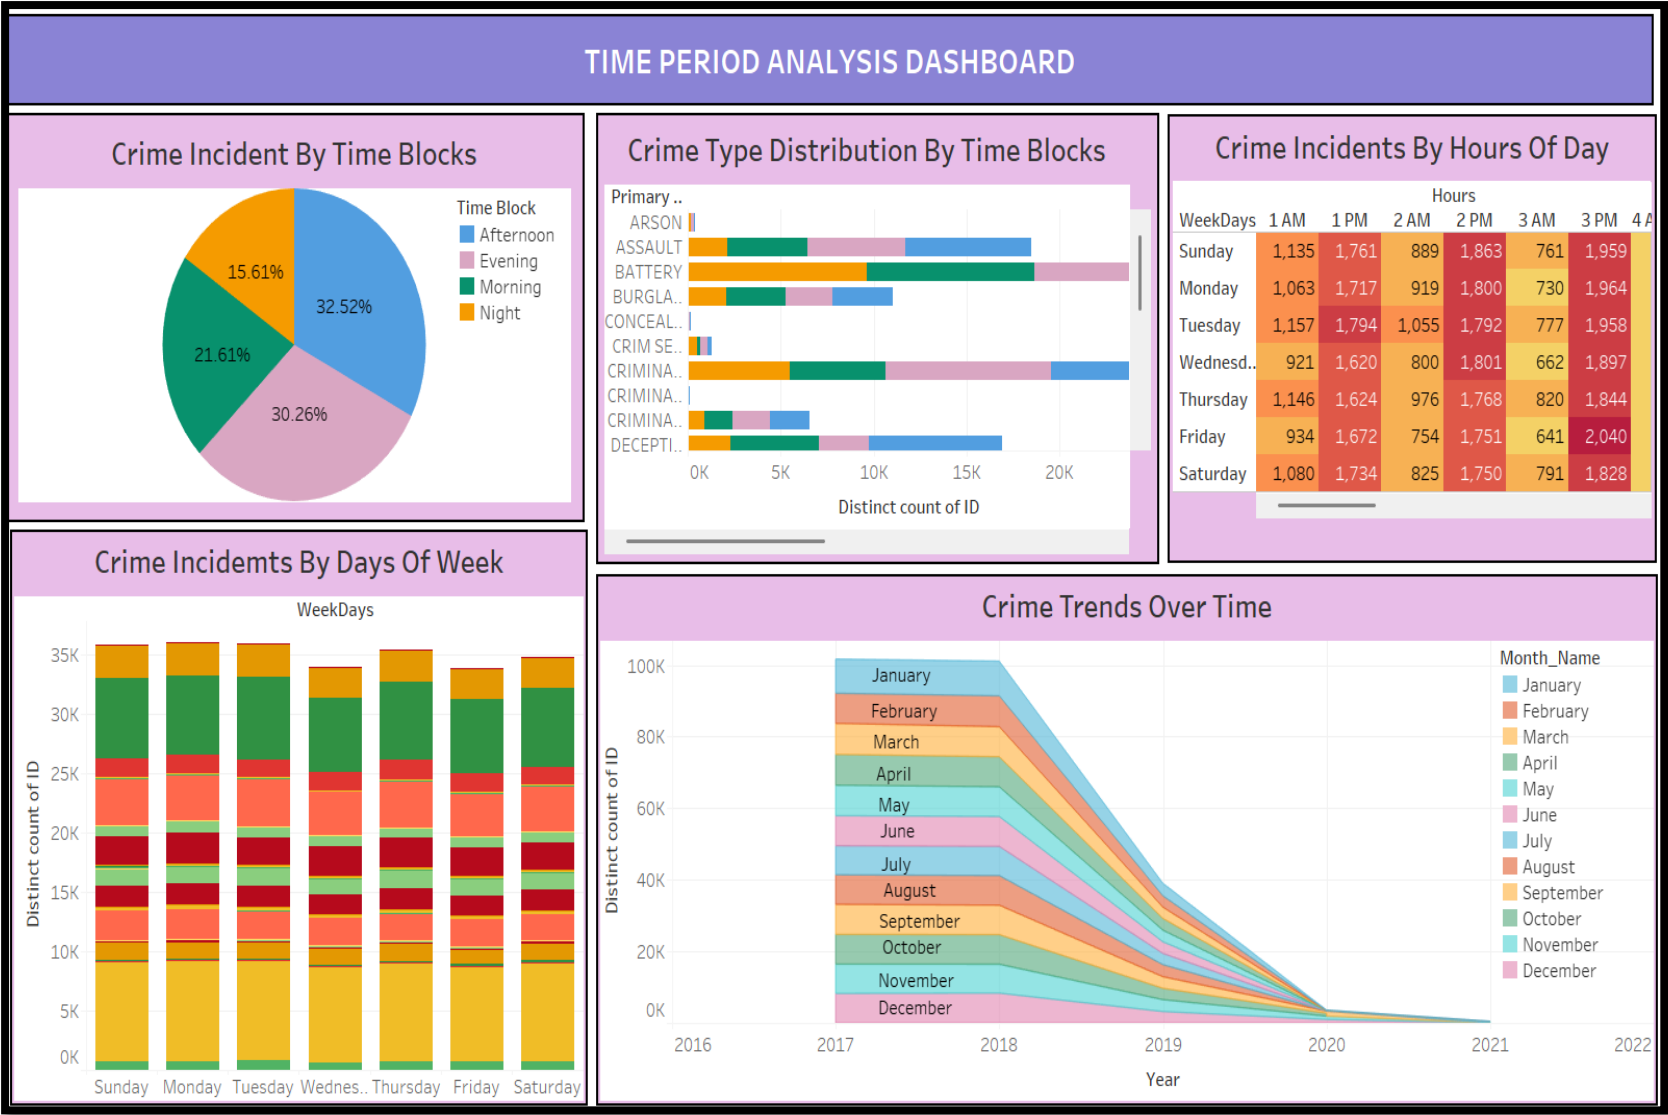 TIME PERIOD ANALYSIS DASHBOARD
Crime Incident By Time Blocks
Time Block
Afternoon
Evening
Morning
Night
15.61%
32.52%
21.61%
30.26%
Crime Type Distribution By Time Blocks
Primary ..
ARSON
ASSAULT
BATTERY
BURGLA..
CONCEAL..
CRIM SE..
CRIMINA..
CRIMINA..
CRIMINA..
DECEPTI..
0K 5K 10K 15K 20K
Distinct count of ID
Crime Incidents By Hours Of Day
Hours
WeekDays 1 AM 1 PM 2 AM 2 PM 3 AM 3 PM 4 A
Sunday 1,135 1,761 889 1,863 761 1,959
Monday 1,063 1,717 919 1,800 730 1,964
Tuesday 1,157 1,794 1,055 1,792 777 1,958
Wednesd.. 921 1,620 800 1,801 662 1,897
Thursday 1,146 1,624 976 1,768 820 1,844
Friday 934 1,672 754 1,751 641 2,040
Saturday 1,080 1,734 825 1,750 791 1,828
Crime Incidemts By Days Of Week
WeekDays
Distinct count of ID
35K
30K
25K
20K
15K
10K
5K
0K
Sunday Monday Tuesday Wednes.. Thursday Friday Saturday
Crime Trends Over Time
Distinct count of ID
100K
80K
60K
40K
20K
0K
January
February
March
April
May
June
July
August
September
October
November
December
2016 2017 2018 2019 2020 2021 2022
Year
Month_Name
January
February
March
April
May
June
July
August
September
October
November
December